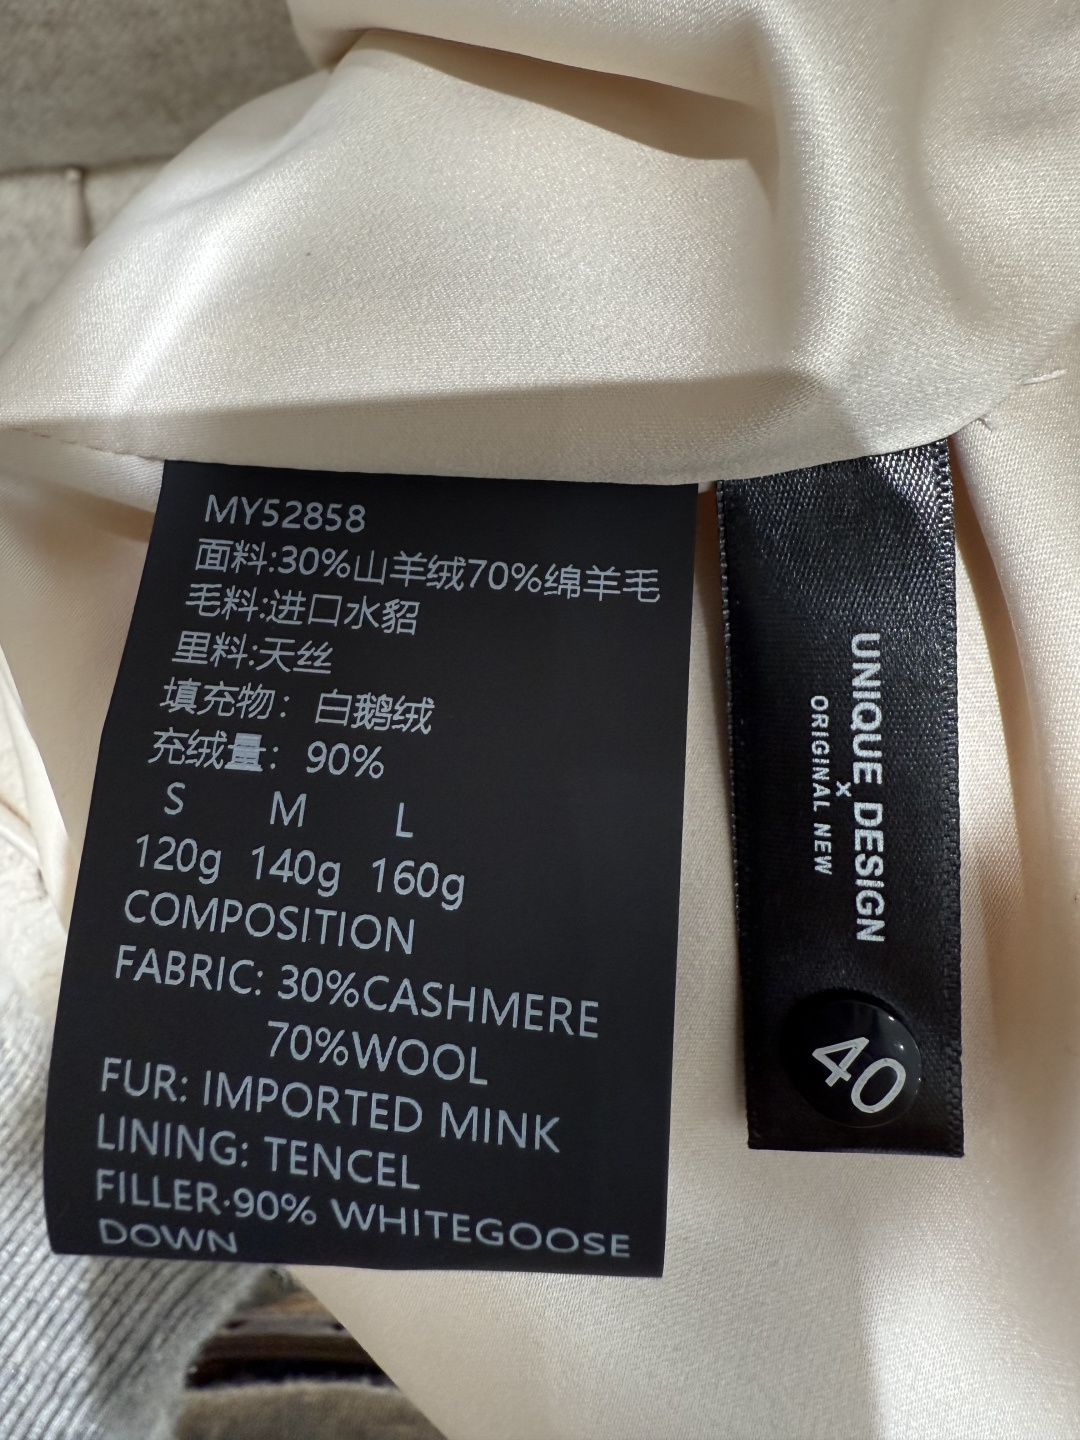 MY52858
面料:30%山羊绒70%绵羊毛
毛料:进口水貂
里料:天丝
填充物：白鹅绒
充绒量：90%
S M L
120g 140g 160g
COMPOSITION
FABRIC: 30%CASHMERE
70%WOOL
FUR: IMPORTED MINK
LINING: TENCEL
FILLER:90% WHITEGOOSE
DOWN
UNIQUE DESIGN
x
ORIGINAL NEW
40